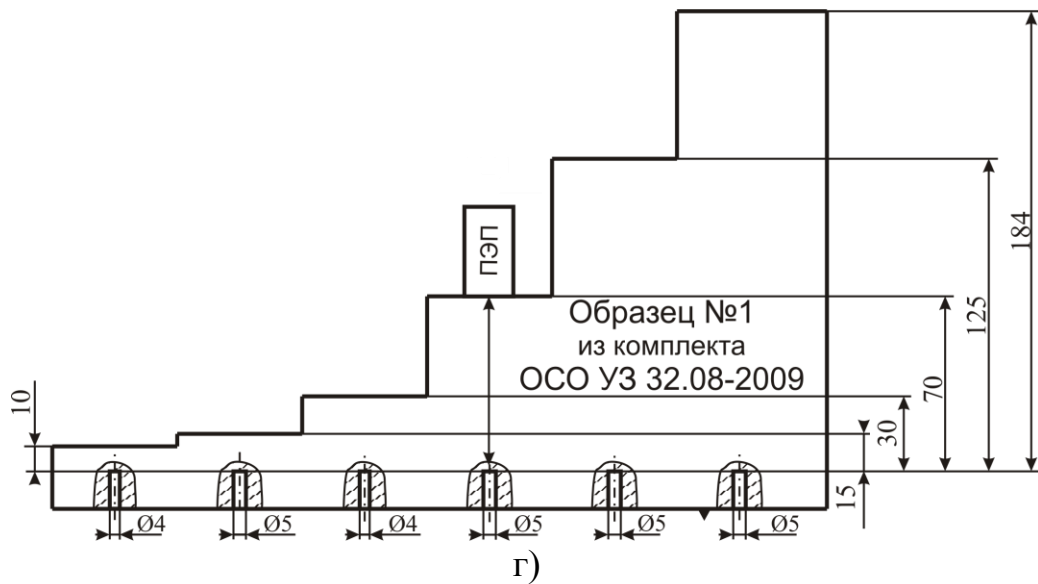 184
125
ПЭП
Образец №1
из комплекта
ОСО УЗ 32.08-2009
70
10
30
15
Ø4
Ø5
Ø4
Ø5
Ø5
Ø5
г)